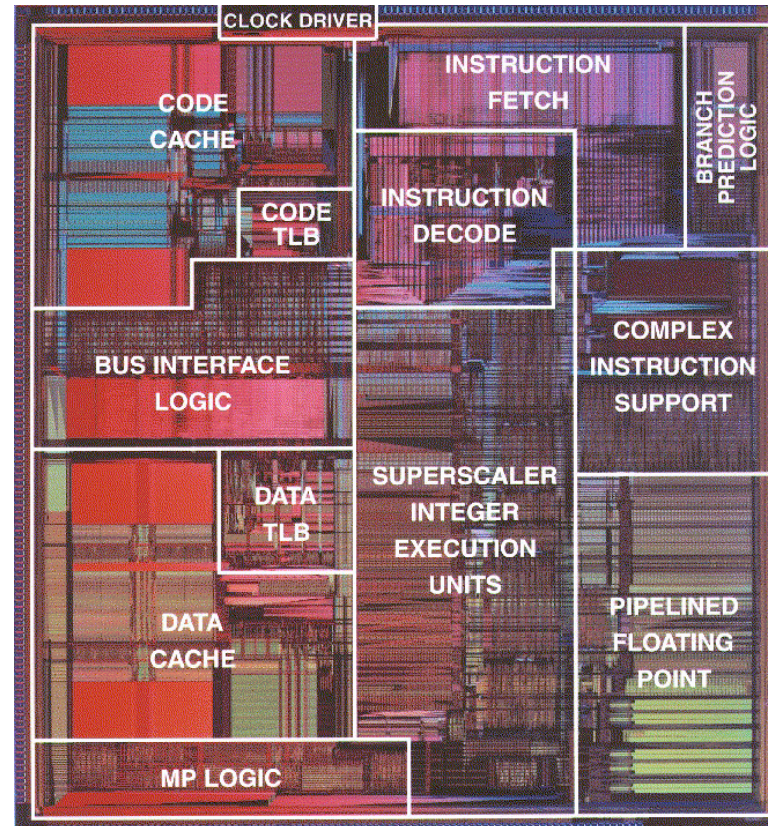 CLOCK DRIVER
CODE
CACHE
CODE
TLB
INSTRUCTION
FETCH
BRANCH
PREDICTION
LOGIC
INSTRUCTION
DECODE
BUS INTERFACE
LOGIC
COMPLEX
INSTRUCTION
SUPPORT
DATA
TLB
SUPERSCALER
INTEGER
EXECUTION
UNITS
DATA
CACHE
PIPELINED
FLOATING
POINT
MP LOGIC